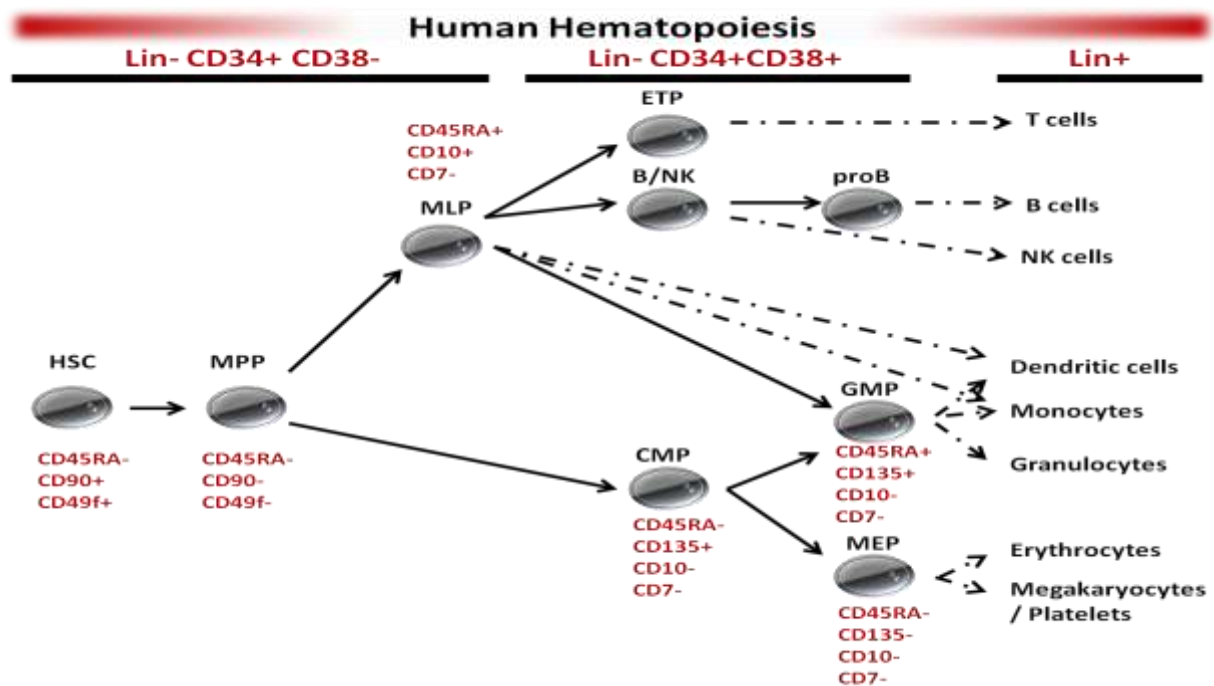 Human Hematopoiesis
Lin- CD34+ CD38-
Lin- CD34+CD38+
Lin+
ETP
T cells
CD45RA+
CD10+
CD7-
MLP
B/NK
proB
B cells
NK cells
HSC
MPP
CD45RA-
CD90+
CD49f+
CD45RA-
CD90-
CD49f-
CMP
CD45RA-
CD135+
CD10-
CD7-
GMP
CD45RA+
CD135+
CD10-
CD7-
MEP
CD45RA-
CD135-
CD10-
CD7-
Dendritic cells
Monocytes
Granulocytes
Erythrocytes
Megakaryocytes
/ Platelets